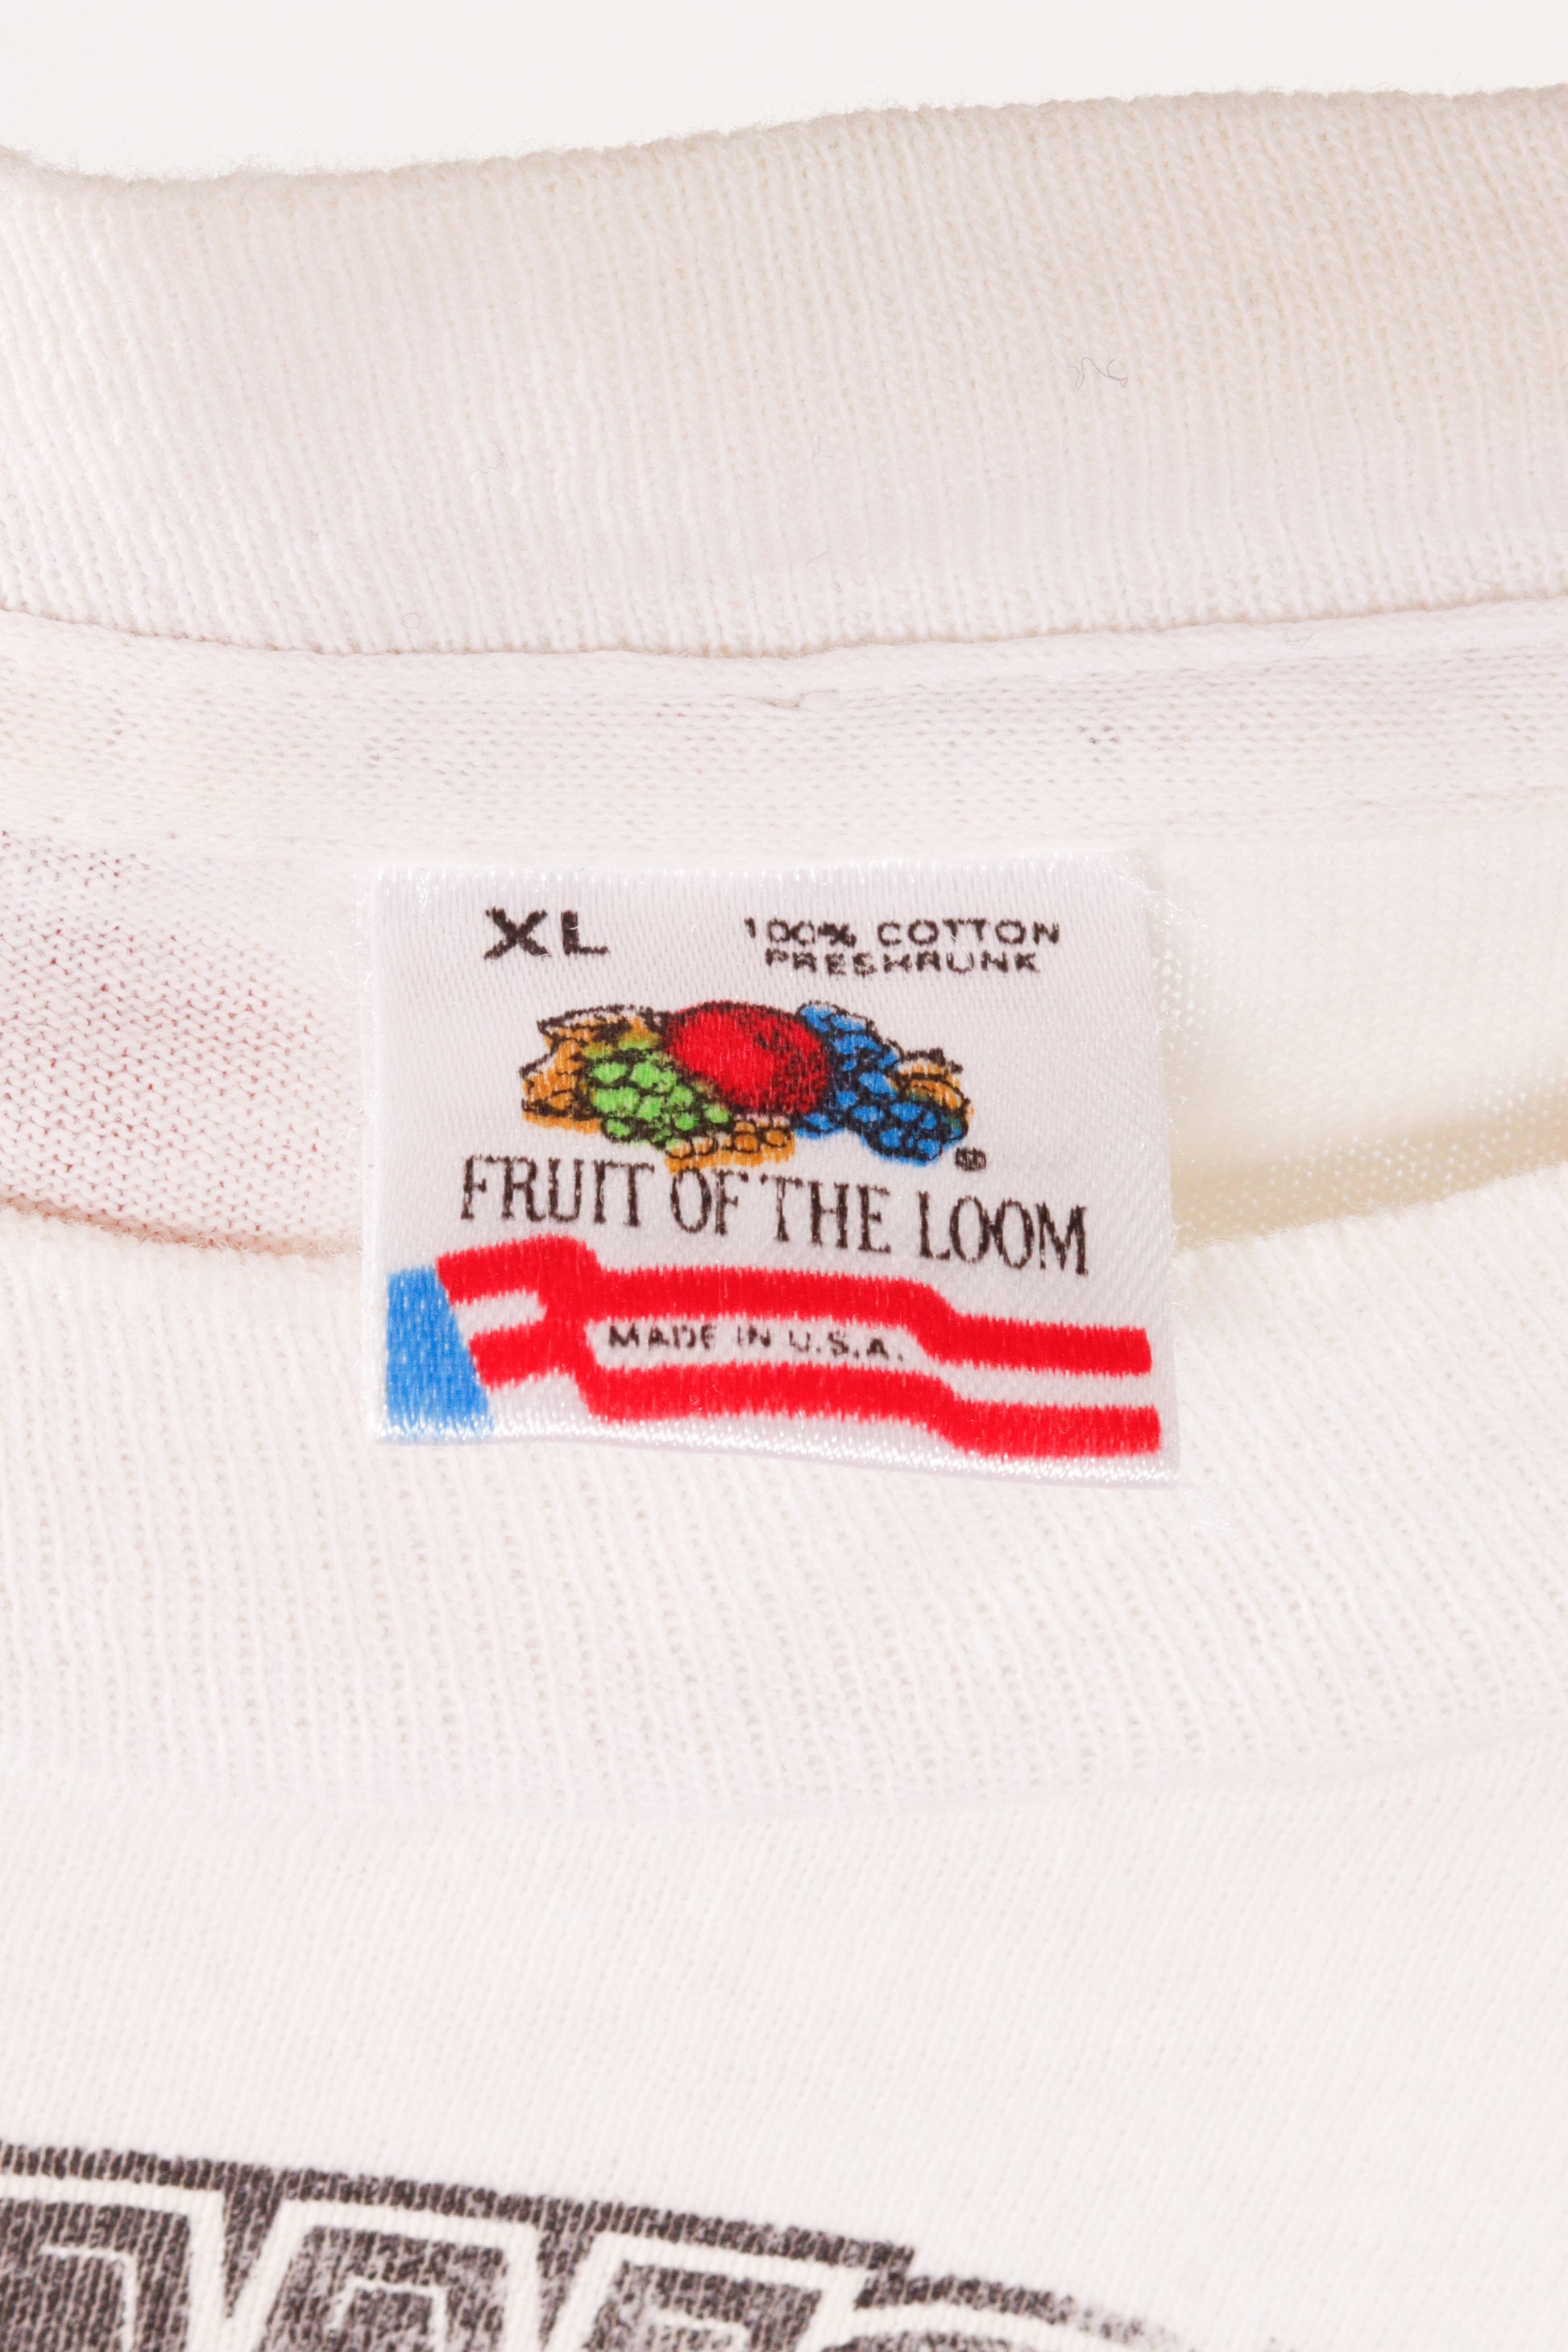 XL
100% COTTON
PRESHRUNK
®
FRUIT OF THE LOOM
MADE IN U.S.A.